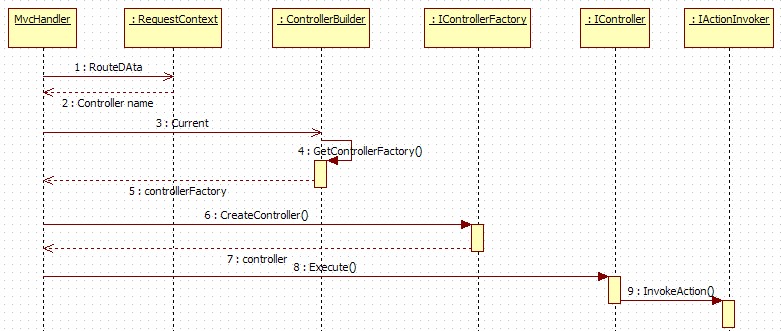 MvcHandler
: RequestContext
: ControllerBuilder
: IControllerFactory
: IController
: IActionInvoker
1 : RouteDAta
2 : Controller name
3 : Current
4 : GetControllerFactory()
5 : controllerFactory
6 : CreateController()
7 : controller
8 : Execute()
9 : InvokeAction()